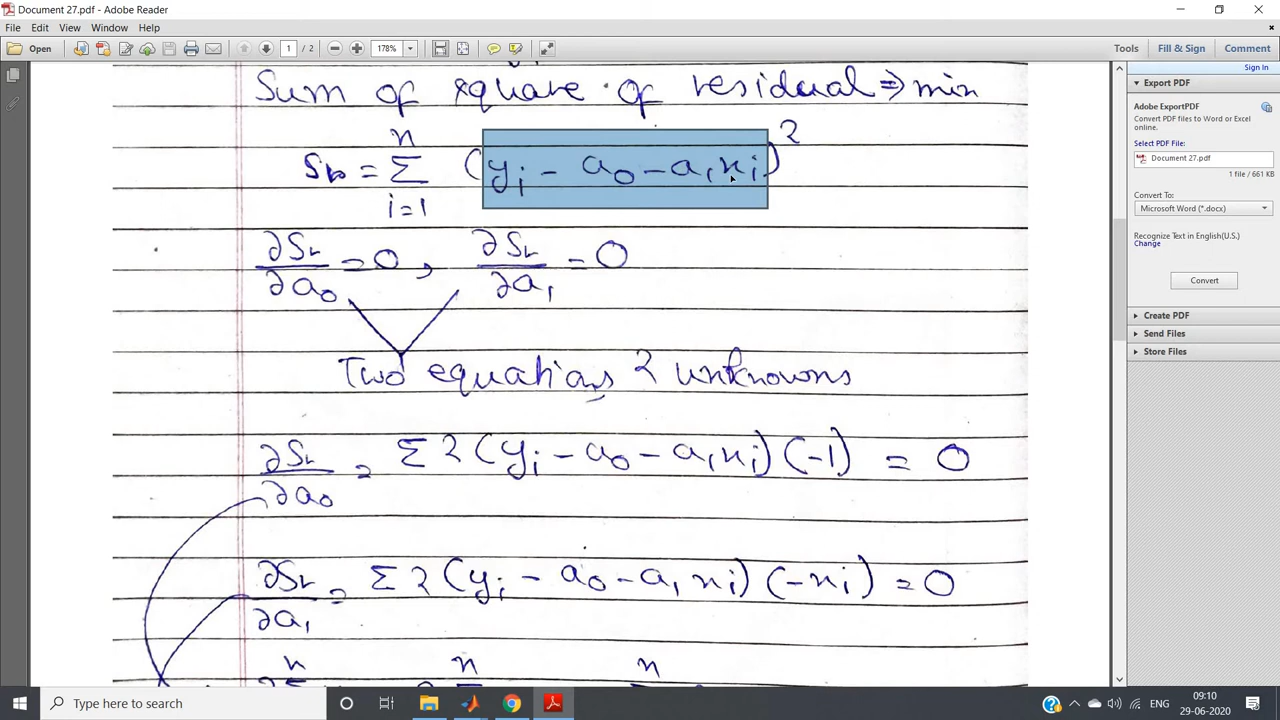 Document 27.pdf - Adobe Reader
File Edit View Window Help
Open 1 / 2 178% Tools Fill & Sign Comment
Sign In
Export PDF
Adobe ExportPDF
Convert PDF files to Word or Excel
online.
Select PDF File:
Document 27.pdf
1 file / 661 KB
Convert To:
Microsoft Word (*.docx)
Recognize Text in English(U.S.)
Change
Convert
Create PDF
Send Files
Store Files
Sum of square of residual ⇒ min
Sr = Σ_{i=1}^{n} (yi - a0 - a1xi)²
∂Sr/∂a0 = 0, ∂Sr/∂a1 = 0
Two equations 2 unknowns
∂Sr/∂a0 = Σ2(yi - a0 - a1xi)(-1) = 0
∂Sr/∂a1 = Σ2(yi - a0 - a1xi)(-xi) = 0
n n n
Type here to search
ENG
09:10
29-06-2020